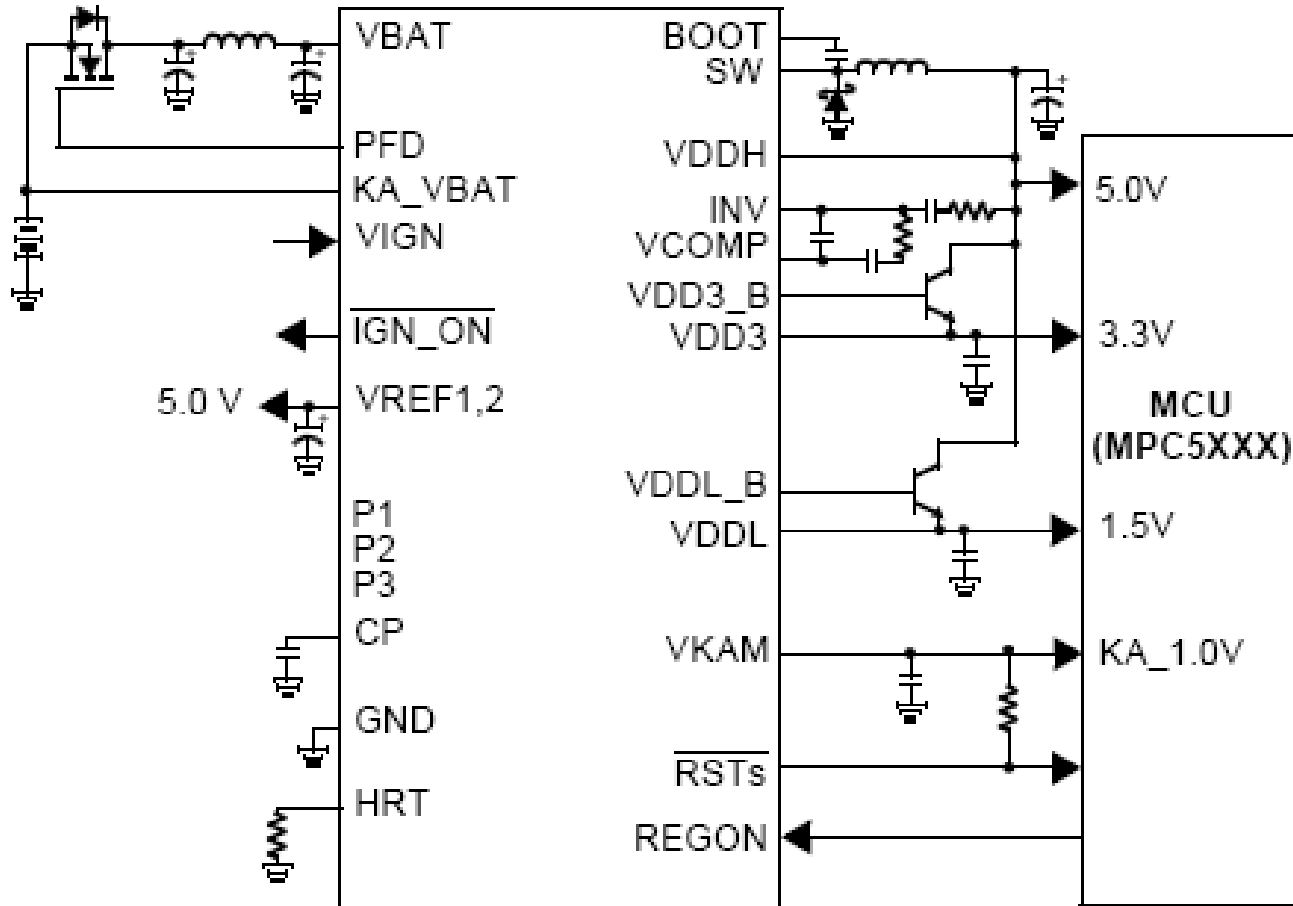 VBAT
PFD
KA_VBAT
VIGN
IGN_ON
5.0 V
VREF1,2
P1
P2
P3
CP
GND
HRT
BOOT
SW
VDDH
INV
VCOMP
VDD3_B
VDD3
VDDL_B
VDDL
VKAM
RSTs
REGON
5.0V
3.3V
MCU
(MPC5XXX)
1.5V
KA_1.0V